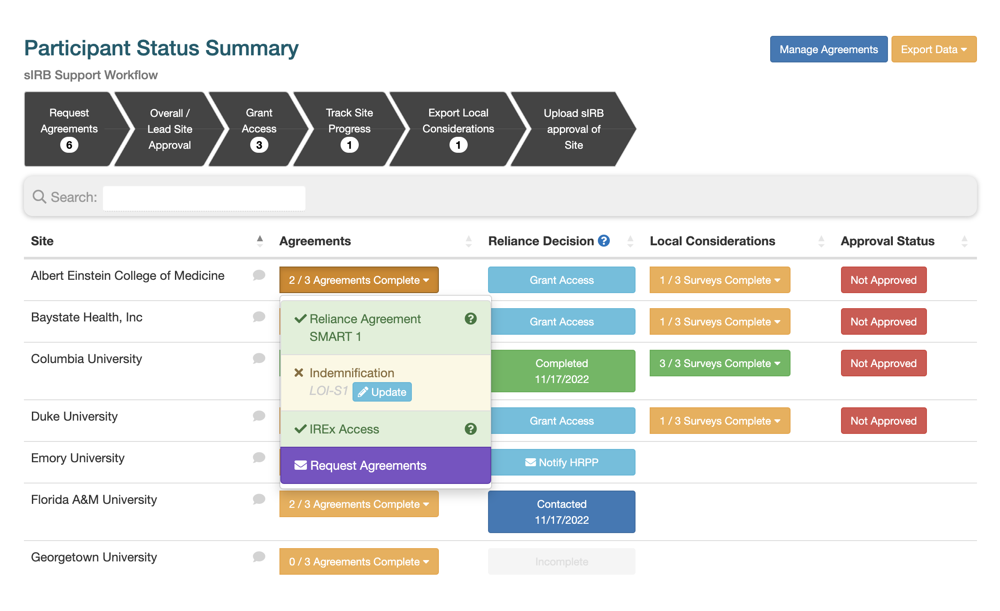 Participant Status Summary
Manage Agreements
Export Data
sIRB Support Workflow
Request
Agreements
6
Overall /
Lead Site
Approval
Grant
Access
3
Track Site
Progress
1
Export Local
Considerations
1
Upload sIRB
approval of
Site
Search:
Site
Agreements
Reliance Decision ?
Local Considerations
Approval Status
Albert Einstein College of Medicine
2 / 3 Agreements Complete
Grant Access
1 / 3 Surveys Complete
Not Approved
Reliance Agreement ?
SMART 1
Indemnification
LOI-S1 Update
IREx Access ?
Request Agreements
Baystate Health, Inc
Grant Access
1 / 3 Surveys Complete
Not Approved
Columbia University
Completed
11/17/2022
3 / 3 Surveys Complete
Not Approved
Duke University
Grant Access
1 / 3 Surveys Complete
Not Approved
Emory University
Notify HRPP
Florida A&M University
2 / 3 Agreements Complete
Contacted
11/17/2022
Georgetown University
0 / 3 Agreements Complete
Incomplete